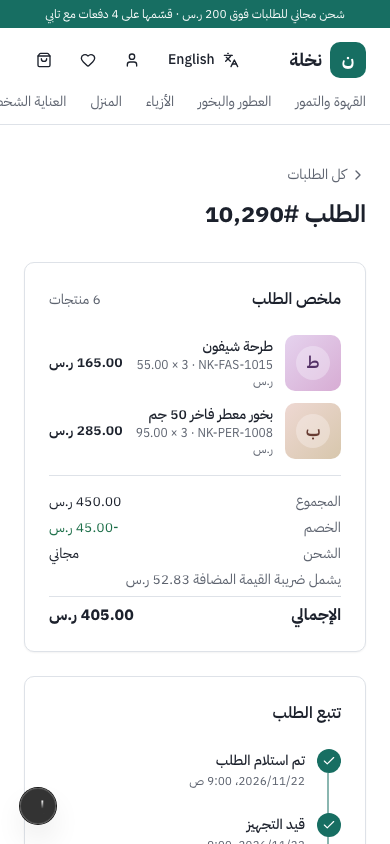 شحن مجاني للطلبات فوق 200 ر.س · قسّمها على 4 دفعات مع تابي
ن
نخلة
English
القهوة والتمور
العطور والبخور
الأزياء
المنزل
العناية الشخص
كل الطلبات
الطلب #10,290
ملخص الطلب
6 منتجات
ط
طرحة شيفون
NK-FAS-1015 · 3 × 55.00 ر.س
165.00 ر.س
ب
بخور معطر فاخر 50 جم
NK-PER-1008 · 3 × 95.00 ر.س
285.00 ر.س
المجموع
450.00 ر.س
الخصم
-45.00 ر.س
الشحن
مجاني
يشمل ضريبة القيمة المضافة 52.83 ر.س
الإجمالي
405.00 ر.س
تتبع الطلب
تم استلام الطلب
2026/11/22، 9:00 ص
قيد التجهيز